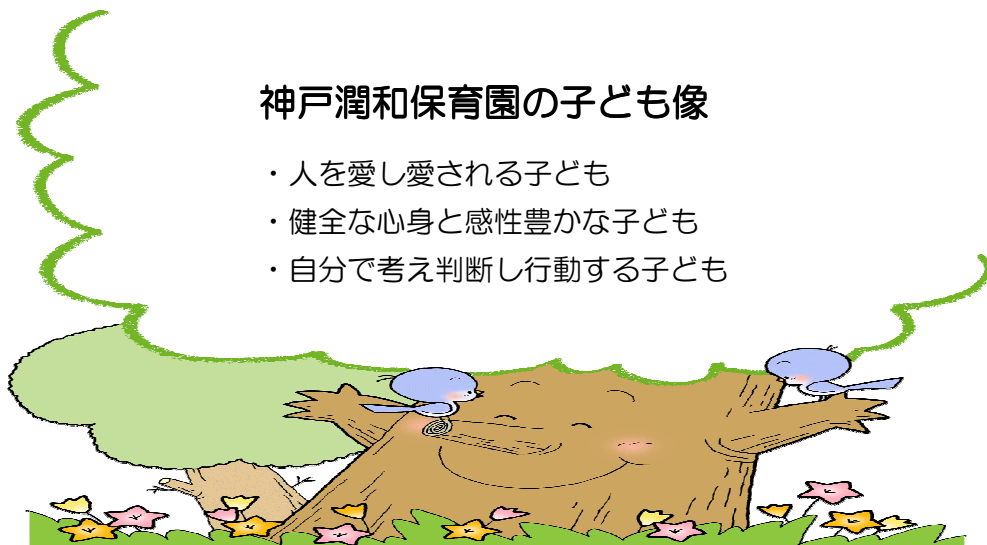 神戸潤和保育園の子ども像
・人を愛し愛される子ども
・健全な心身と感性豊かな子ども
・自分で考え判断し行動する子ども